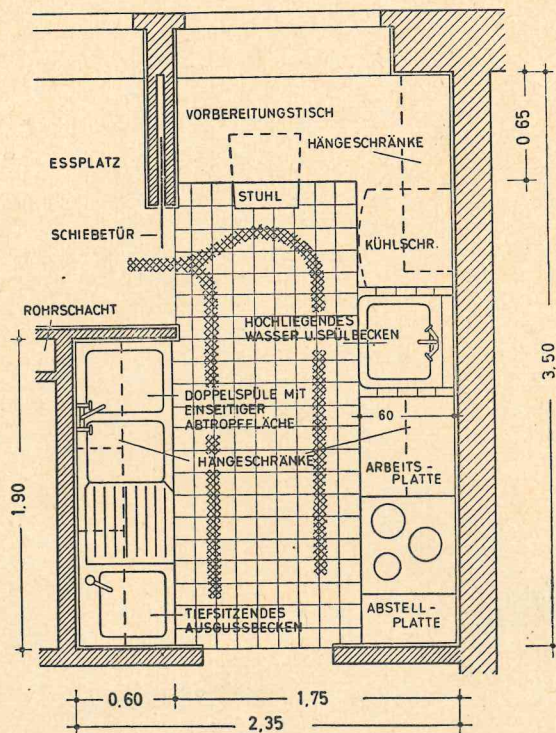 VORBEREITUNGSTISCH
HÄNGESCHRÄNKE
0 65
ESSPLATZ
STUHL
SCHIEBETÜR
KÜHLSCHR.
ROHRSCHACHT
HOCHLIEGENDES
WASSER U.SPÜLBECKEN
3,50
DOPPELSPÜLE MIT
EINSEITIGER
ABTROPFFLÄCHE
60
HÄNGESCHRÄNKE
ARBEITS-
PLATTE
1.90
TIEFSITZENDES
AUSGUSSBECKEN
ABSTELL-
PLATTE
0.60
1,75
2,35